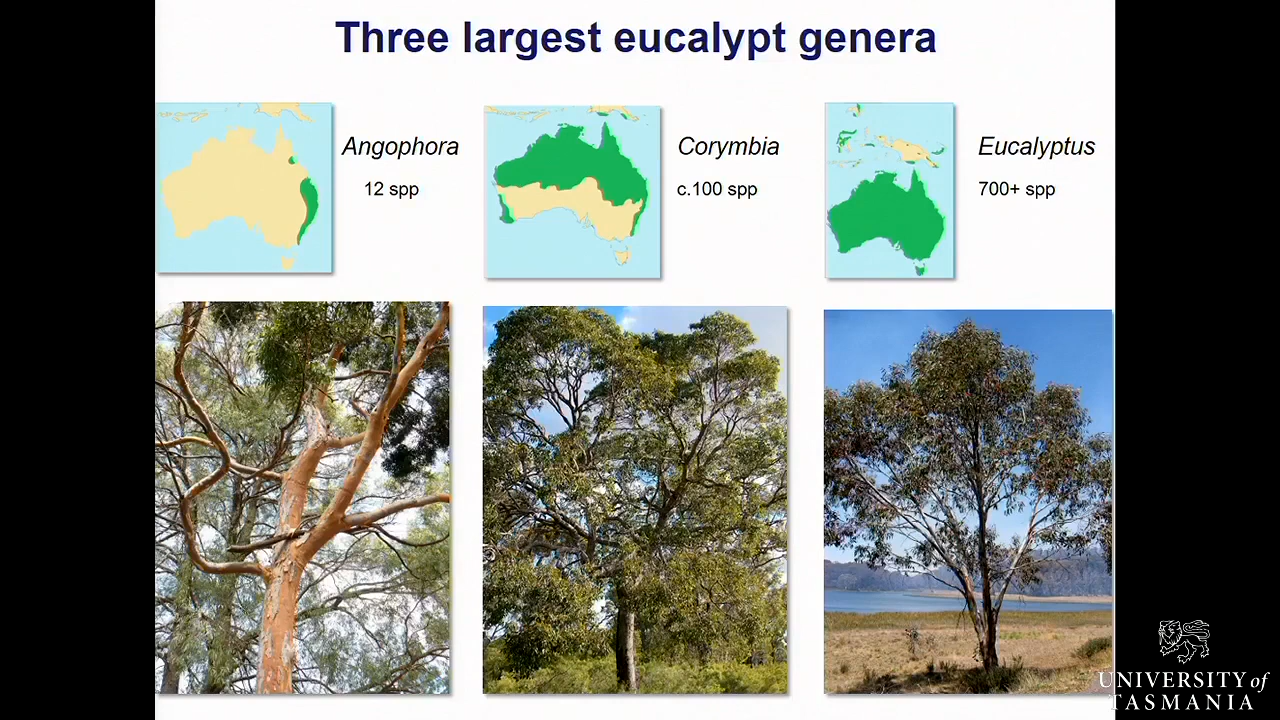 Three largest eucalypt genera
Angophora
12 spp
Corymbia
c.100 spp
Eucalyptus
700+ spp
UNIVERSITY of
TASMANIA